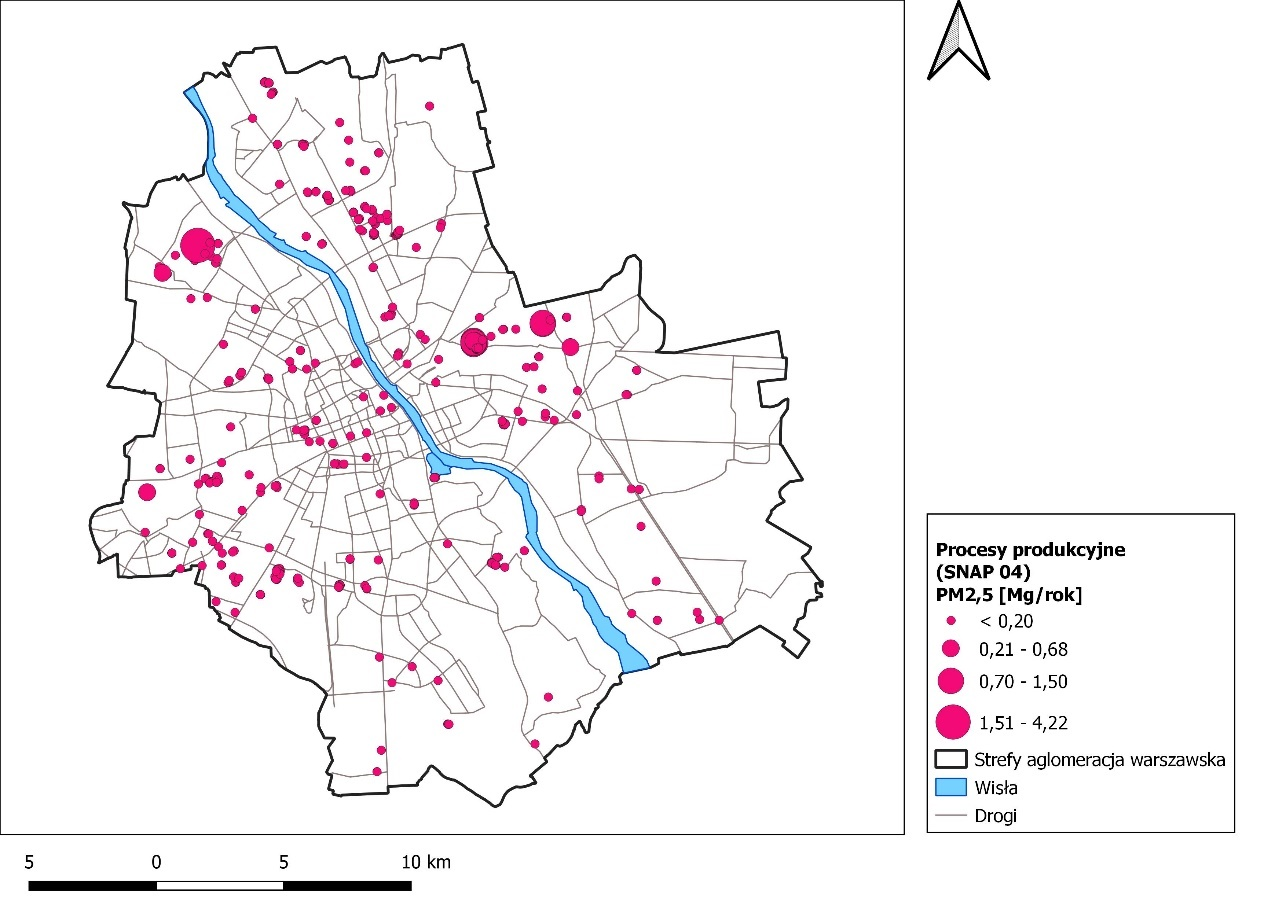 Procesy produkcyjne
(SNAP 04)
PM2,5 [Mg/rok]
< 0,20
0,21 - 0,68
0,70 - 1,50
1,51 - 4,22
Strefy aglomeracja warszawska
Wisła
Drogi
5 0 5 10 km